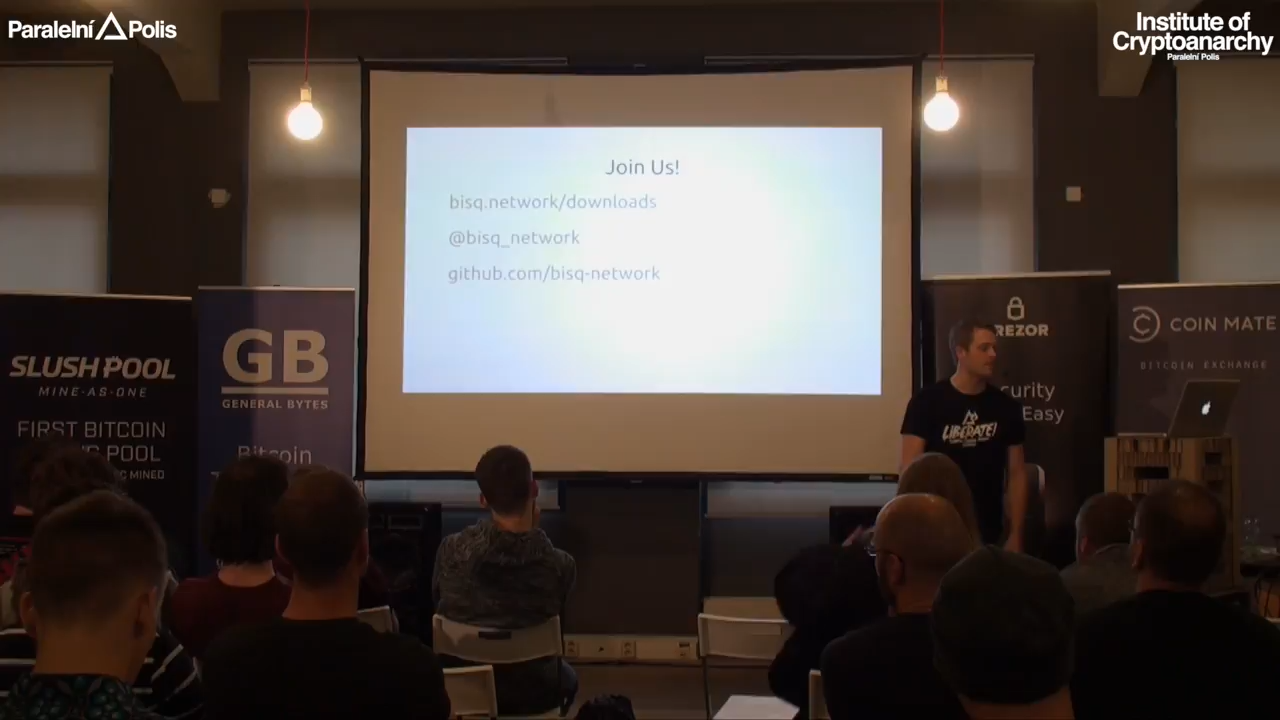 Paralelní Polis
Institute of
Cryptoanarchy
Paralelní Polis
Join Us!
bisq.network/downloads
@bisq_network
github.com/bisq-network
SLUSH POOL
MINE-AS-ONE
FIRST BITCOIN
POOL
MINED
GB
GENERAL BYTES
Bitcoin
REZOR
curity
Easy
LIBERATE!
COIN MATE
BITCOIN EXCHANGE